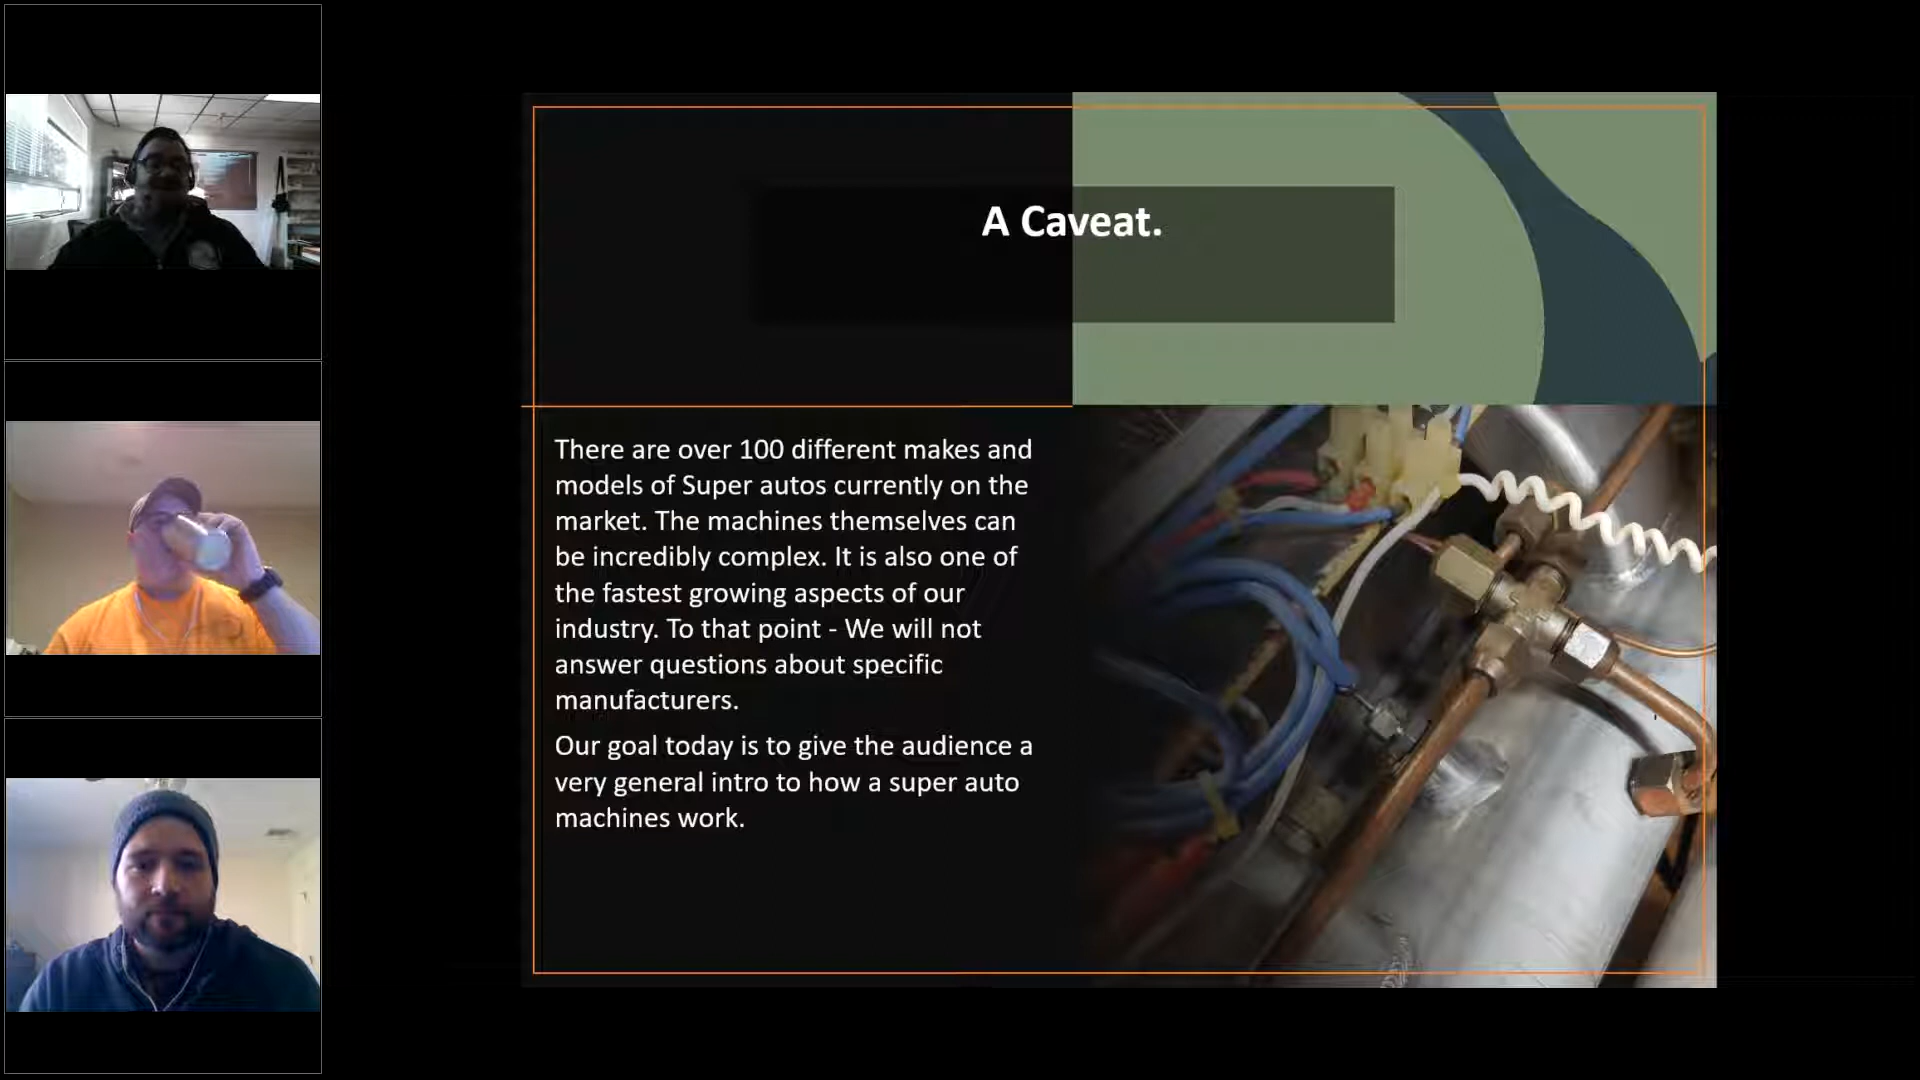 A Caveat.
There are over 100 different makes and
models of Super autos currently on the
market. The machines themselves can
be incredibly complex. It is also one of
the fastest growing aspects of our
industry. To that point - We will not
answer questions about specific
manufacturers.
Our goal today is to give the audience a
very general intro to how a super auto
machines work.